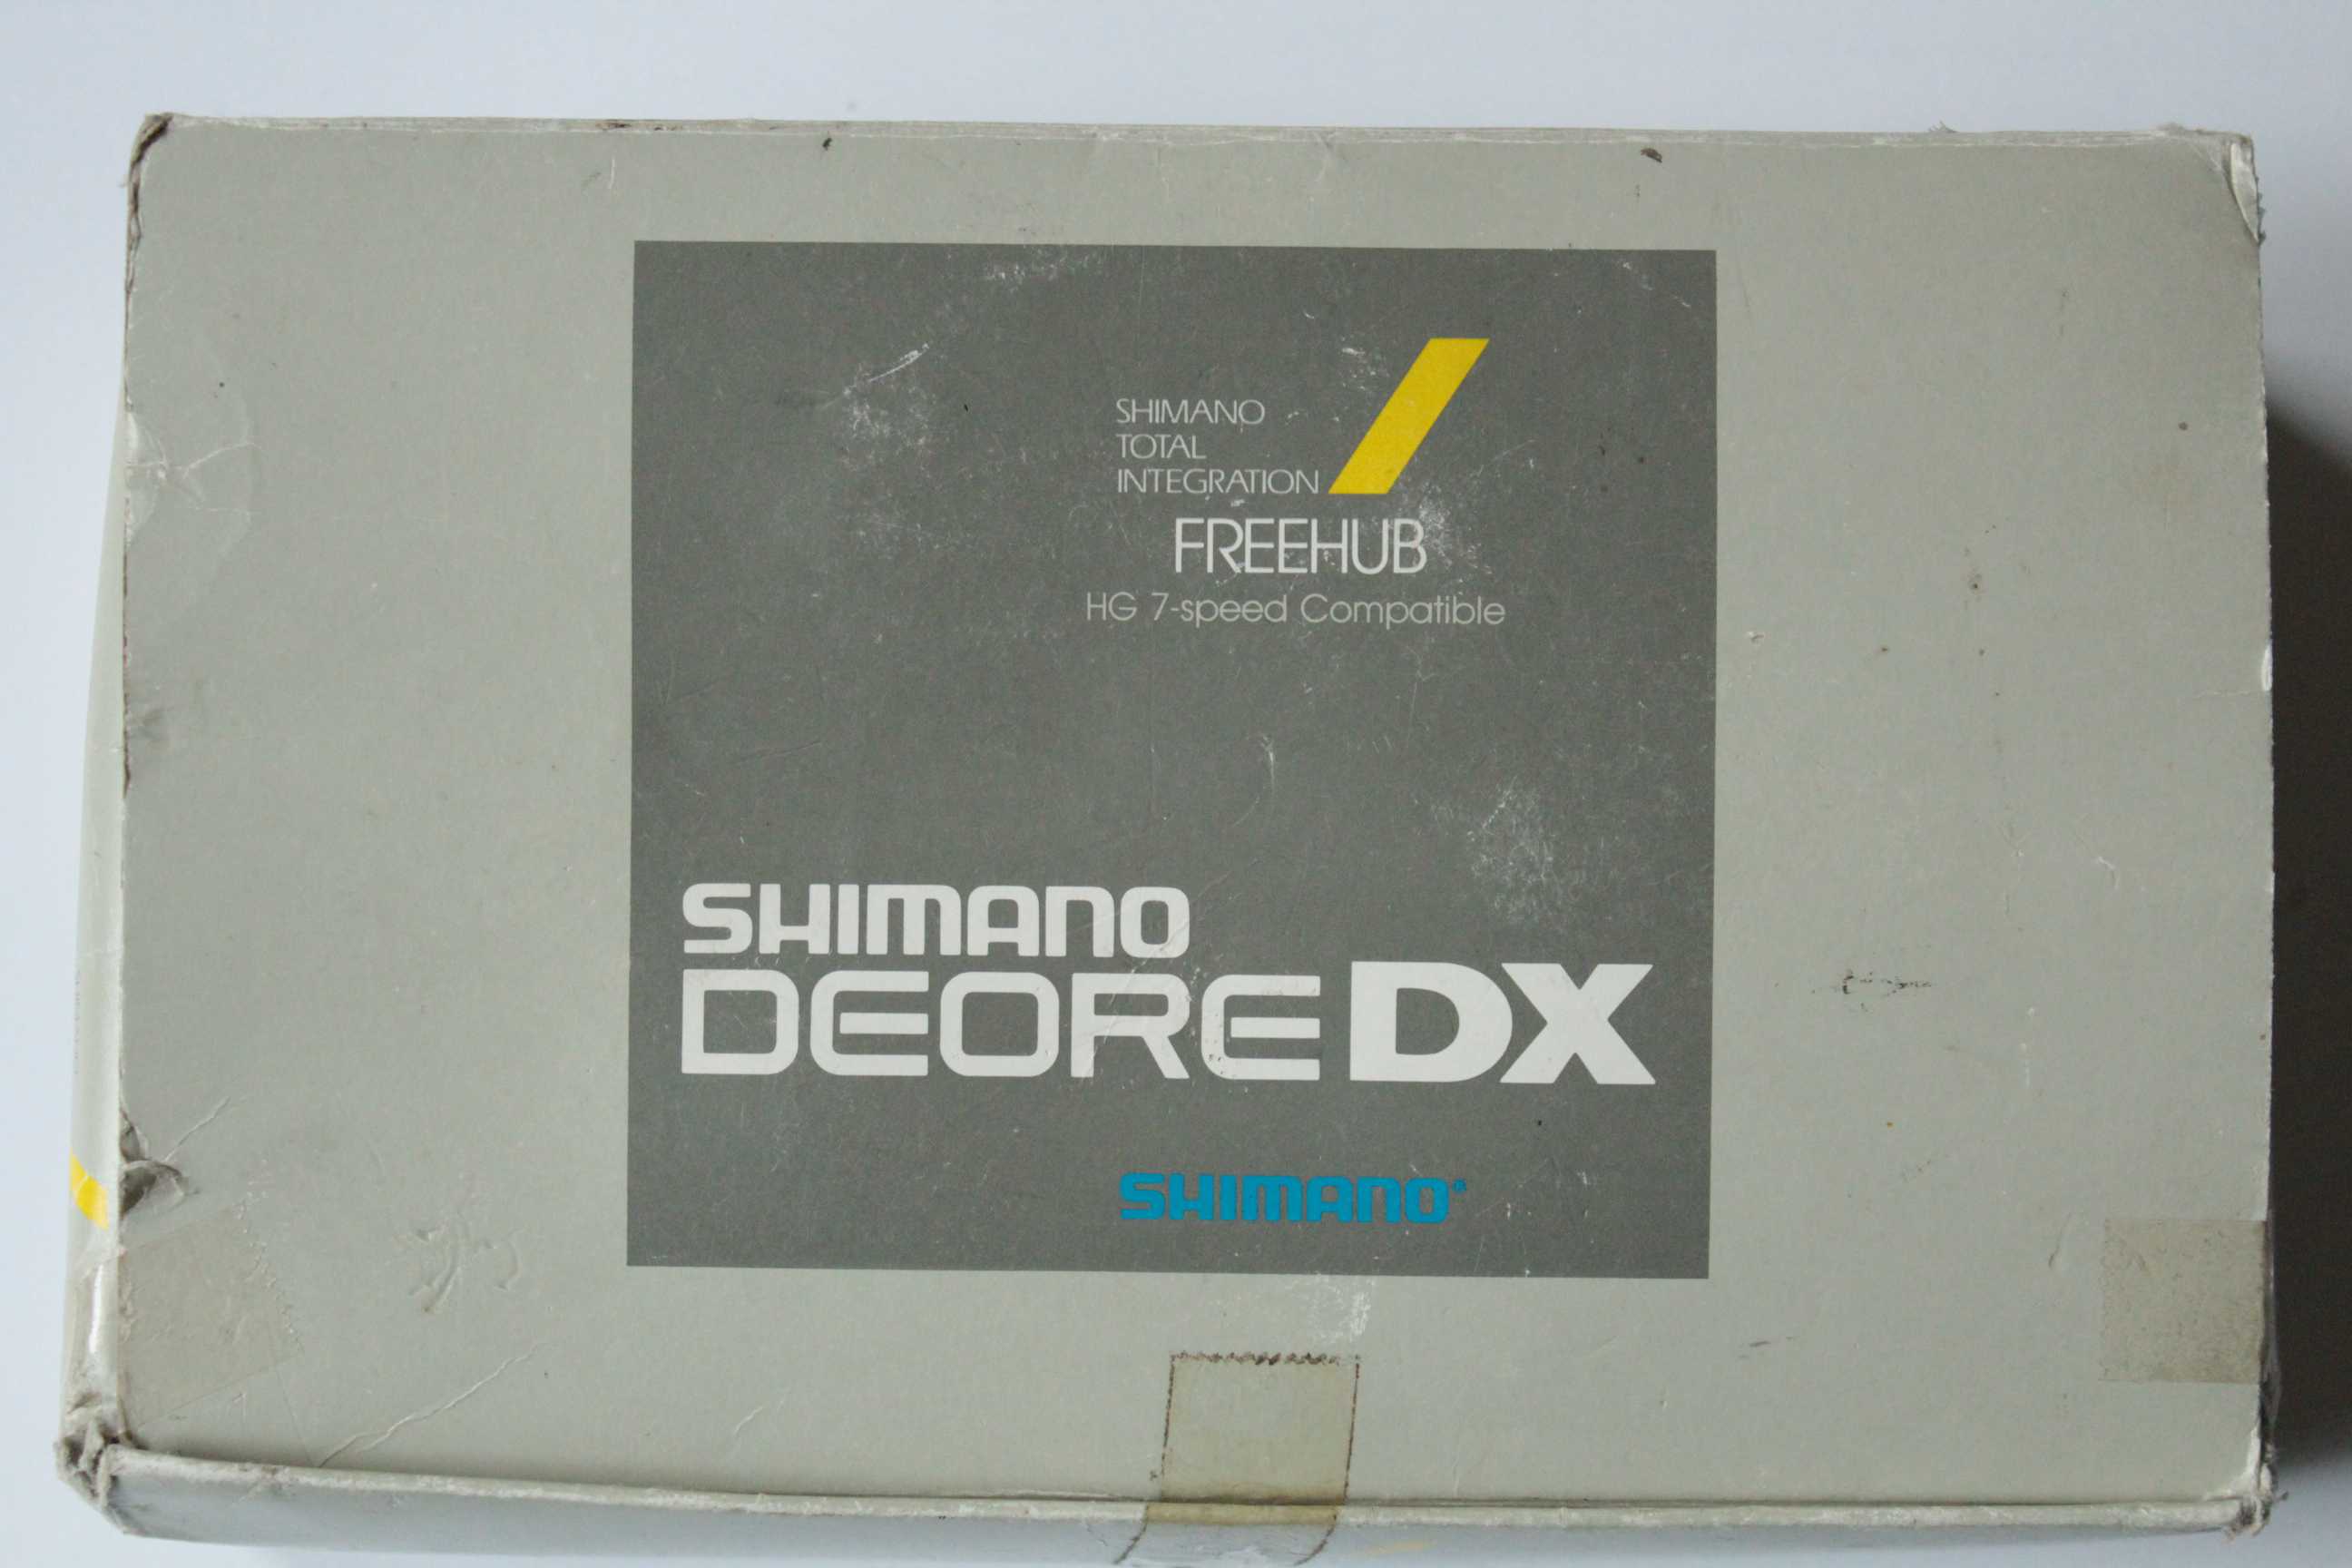 SHIMANO
TOTAL
INTEGRATION
FREEHUB
HG 7-speed Compatible
SHIMANO
DEORE DX
SHIMANO